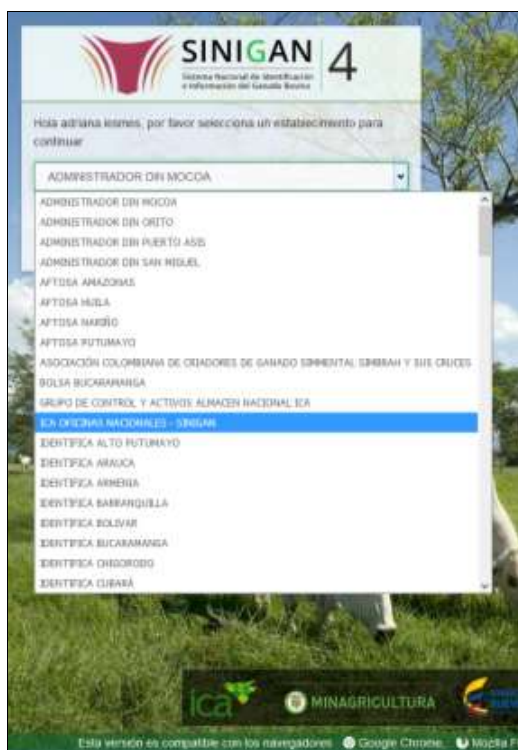 SINIGAN 4
Sistema Nacional de Identificación
e Información del Ganado Bovino
Hola adriana lesmes, por favor selecciona un establecimiento para
continuar
ADMINISTRADOR DIN MOCOA
ADMINISTRADOR DIN MOCOA
ADMINISTRADOR DIN ORITO
ADMINISTRADOR DIN PUERTO ASIS
ADMINISTRADOR DIN SAN MIGUEL
AFTOSA AMAZONAS
AFTOSA HUILA
AFTOSA NARIÑO
AFTOSA PUTUMAYO
ASOCIACIÓN COLOMBIANA DE CRIADORES DE GANADO SIMMENTAL SIMBRAH Y SUS CRUCES
BOLSA BUCARAMANGA
GRUPO DE CONTROL Y ACTIVOS ALMACEN NACIONAL ICA
ICA OFICINAS NACIONALES - SINIGAN
IDENTIFICA ALTO PUTUMAYO
IDENTIFICA ARAUCA
IDENTIFICA ARMENIA
IDENTIFICA BARRANQUILLA
IDENTIFICA BOLIVAR
IDENTIFICA BUCARAMANGA
IDENTIFICA CHIGORODO
IDENTIFICA CUBARÁ
ica
MINAGRICULTURA
Esta versión es compatible con los navegadores Google Chrome Mozilla F